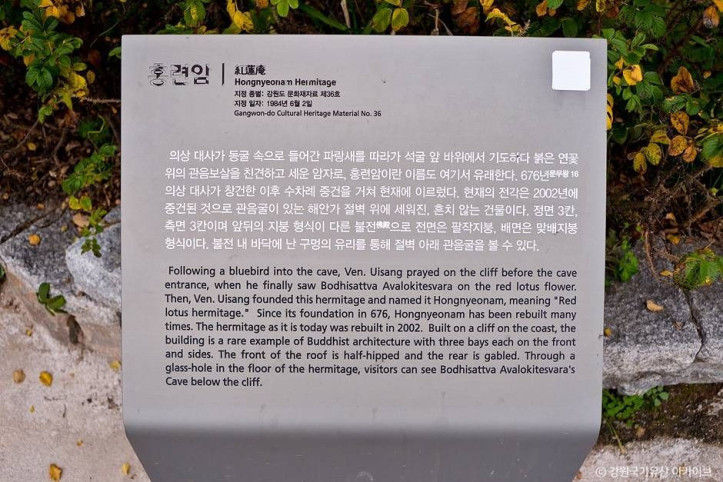 홍련암
紅蓮庵
Hongnyeonam Hermitage
지정 종별: 강원도 문화재자료 제36호
지정 일자: 1984년 6월 2일
Gangwon-do Cultural Heritage Material No. 36
의상 대사가 동굴 속으로 들어간 파랑새를 따라가 석굴 앞 바위에서 기도하다 붉은 연꽃
위의 관음보살을 친견하고 세운 암자로, 홍련암이란 이름도 여기서 유래한다. 676년문무왕 16
의상 대사가 창건한 이후 수차례 중건을 거쳐 현재에 이르렀다. 현재의 전각은 2002년에
중건된 것으로 관음굴이 있는 해안가 절벽 위에 세워진, 흔치 않는 건물이다. 정면 3칸,
측면 3칸이며 앞뒤의 지붕 형식이 다른 불전佛殿으로 전면은 팔작지붕, 배면은 맞배지붕
형식이다. 불전 내 바닥에 난 구멍의 유리를 통해 절벽 아래 관음굴을 볼 수 있다.
Following a bluebird into the cave, Ven. Uisang prayed on the cliff before the cave
entrance, when he finally saw Bodhisattva Avalokitesvara on the red lotus flower.
Then, Ven. Uisang founded this hermitage and named it Hongnyeonam, meaning "Red
lotus hermitage." Since its foundation in 676, Hongnyeonam has been rebuilt many
times. The hermitage as it is today was rebuilt in 2002. Built on a cliff on the coast, the
building is a rare example of Buddhist architecture with three bays each on the front
and sides. The front of the roof is half-hipped and the rear is gabled. Through a
glass-hole in the floor of the hermitage, visitors can see Bodhisattva Avalokitesvara's
Cave below the cliff.
© 강원국가유산 아카이브